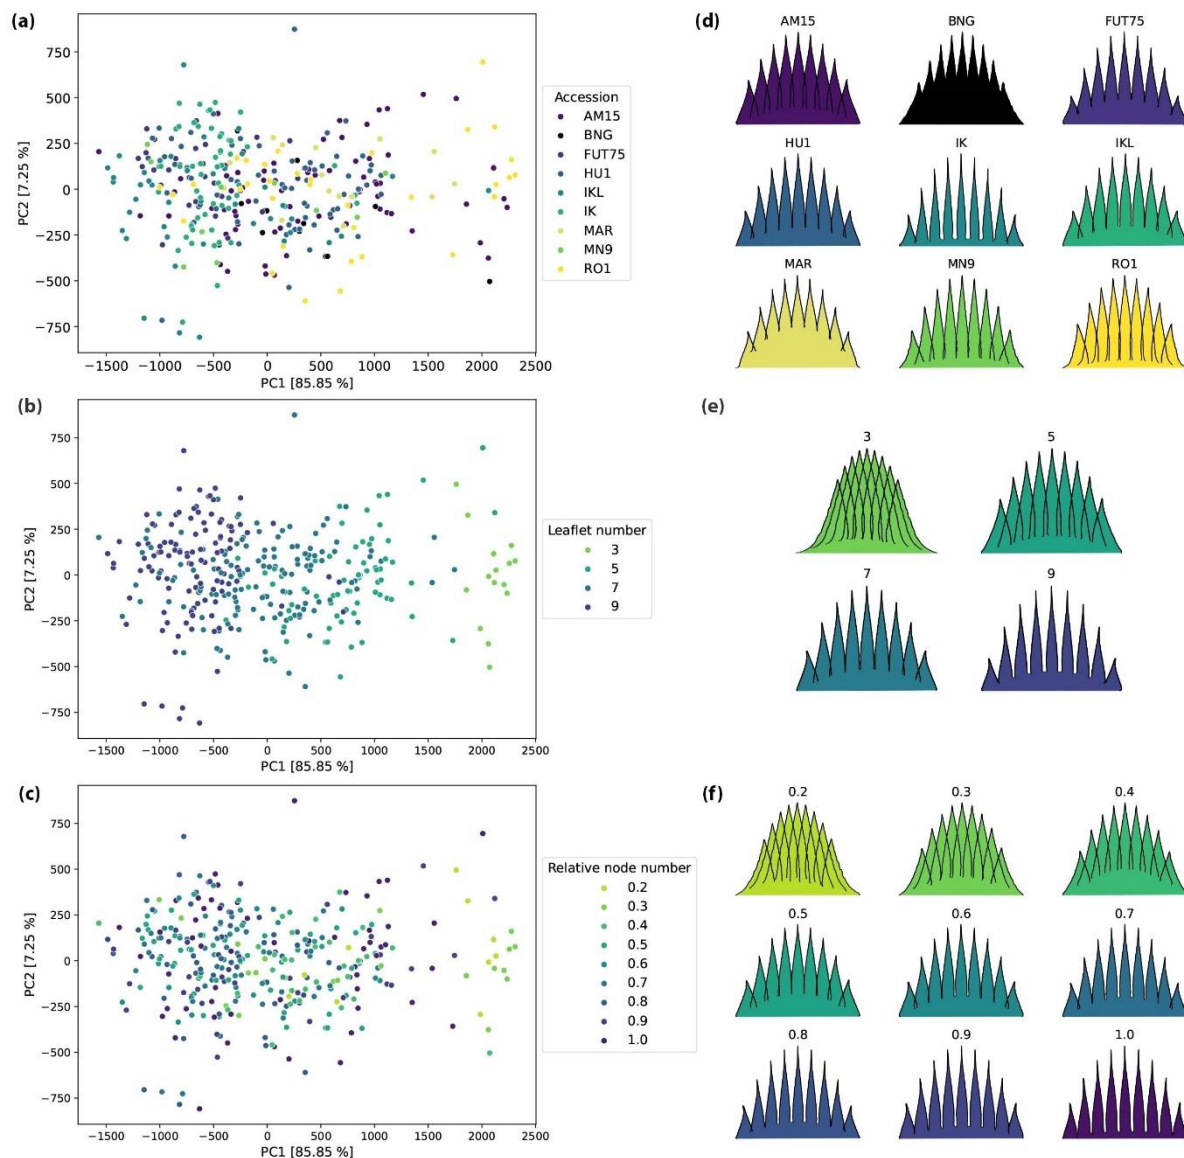 (a)
PC2 [7.25 %]
750
500
250
0
−250
−500
−750
−1500 −1000 −500 0 500 1000 1500 2000 2500
PC1 [85.85 %]
Accession
AM15
BNG
FUT75
HU1
IKL
IK
MAR
MN9
RO1
(d)
AM15 BNG FUT75
HU1 IK IKL
MAR MN9 RO1
(b)
PC2 [7.25 %]
750
500
250
0
−250
−500
−750
−1500 −1000 −500 0 500 1000 1500 2000 2500
PC1 [85.85 %]
Leaflet number
3
5
7
9
(e)
3 5
7 9
(c)
PC2 [7.25 %]
750
500
250
0
−250
−500
−750
−1500 −1000 −500 0 500 1000 1500 2000 2500
PC1 [85.85 %]
Relative node number
0.2
0.3
0.4
0.5
0.6
0.7
0.8
0.9
1.0
(f)
0.2 0.3 0.4
0.5 0.6 0.7
0.8 0.9 1.0